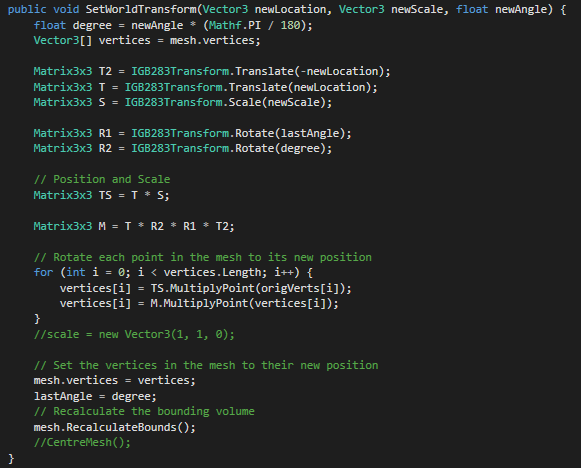 public void SetWorldTransform(Vector3 newLocation, Vector3 newScale, float newAngle) {
float degree = newAngle * (Mathf.PI / 180);
Vector3[] vertices = mesh.vertices;
Matrix3x3 T2 = IGB283Transform.Translate(-newLocation);
Matrix3x3 T = IGB283Transform.Translate(newLocation);
Matrix3x3 S = IGB283Transform.Scale(newScale);
Matrix3x3 R1 = IGB283Transform.Rotate(lastAngle);
Matrix3x3 R2 = IGB283Transform.Rotate(degree);
// Position and Scale
Matrix3x3 TS = T * S;
Matrix3x3 M = T * R2 * R1 * T2;
// Rotate each point in the mesh to its new position
for (int i = 0; i < vertices.Length; i++) {
vertices[i] = TS.MultiplyPoint(origVerts[i]);
vertices[i] = M.MultiplyPoint(vertices[i]);
}
//scale = new Vector3(1, 1, 0);
// Set the vertices in the mesh to their new position
mesh.vertices = vertices;
lastAngle = degree;
// Recalculate the bounding volume
mesh.RecalculateBounds();
//CentreMesh();
}